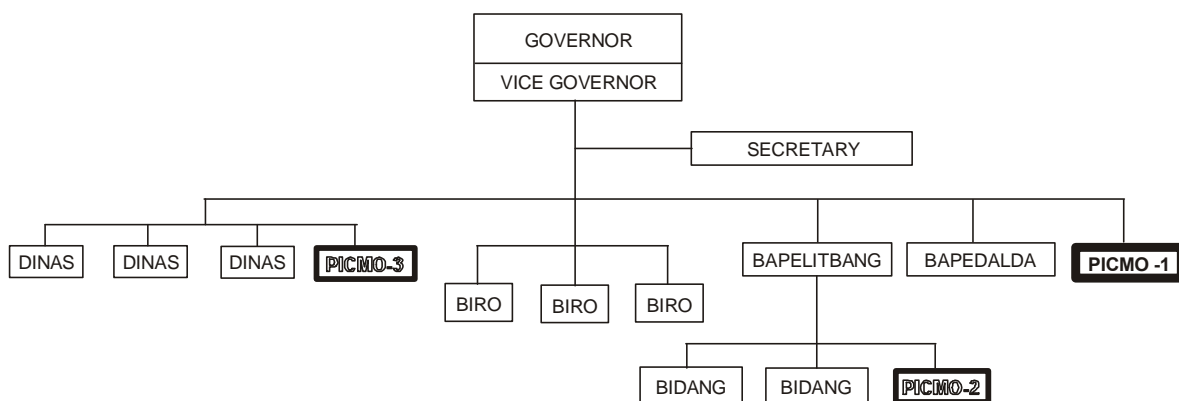 GOVERNOR
VICE GOVERNOR
SECRETARY
DINAS
DINAS
DINAS
PICMO-3
BAPELITBANG
BAPEDALDA
PICMO -1
BIRO
BIRO
BIRO
BIDANG
BIDANG
PICMO-2